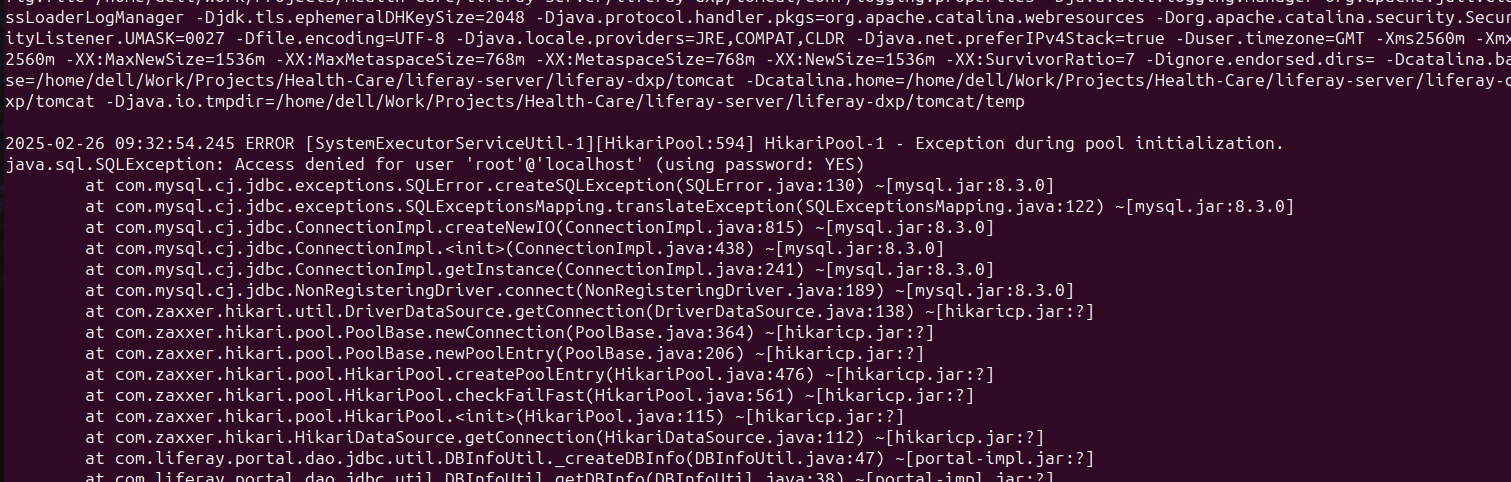 ssLoaderLogManager -Djdk.tls.ephemeralDHKeySize=2048 -Djava.protocol.handler.pkgs=org.apache.catalina.webresources -Dorg.apache.catalina.security.Secur
ityListener.UMASK=0027 -Dfile.encoding=UTF-8 -Djava.locale.providers=JRE,COMPAT,CLDR -Djava.net.preferIPv4Stack=true -Duser.timezone=GMT -Xms2560m -Xmx
2560m -XX:MaxNewSize=1536m -XX:MaxMetaspaceSize=768m -XX:MetaspaceSize=768m -XX:NewSize=1536m -XX:SurvivorRatio=7 -Dignore.endorsed.dirs= -Dcatalina.ba
se=/home/dell/Work/Projects/Health-Care/liferay-server/liferay-dxp/tomcat -Dcatalina.home=/home/dell/Work/Projects/Health-Care/liferay-server/liferay-d
xp/tomcat -Djava.io.tmpdir=/home/dell/Work/Projects/Health-Care/liferay-server/liferay-dxp/tomcat/temp
2025-02-26 09:32:54.245 ERROR [SystemExecutorServiceUtil-1][HikariPool:594] HikariPool-1 - Exception during pool initialization.
java.sql.SQLException: Access denied for user 'root'@'localhost' (using password: YES)
at com.mysql.cj.jdbc.exceptions.SQLError.createSQLException(SQLError.java:130) ~[mysql.jar:8.3.0]
at com.mysql.cj.jdbc.exceptions.SQLExceptionsMapping.translateException(SQLExceptionsMapping.java:122) ~[mysql.jar:8.3.0]
at com.mysql.cj.jdbc.ConnectionImpl.createNewIO(ConnectionImpl.java:815) ~[mysql.jar:8.3.0]
at com.mysql.cj.jdbc.ConnectionImpl.<init>(ConnectionImpl.java:438) ~[mysql.jar:8.3.0]
at com.mysql.cj.jdbc.ConnectionImpl.getInstance(ConnectionImpl.java:241) ~[mysql.jar:8.3.0]
at com.mysql.cj.jdbc.NonRegisteringDriver.connect(NonRegisteringDriver.java:189) ~[mysql.jar:8.3.0]
at com.zaxxer.hikari.util.DriverDataSource.getConnection(DriverDataSource.java:138) ~[hikaricp.jar:?]
at com.zaxxer.hikari.pool.PoolBase.newConnection(PoolBase.java:364) ~[hikaricp.jar:?]
at com.zaxxer.hikari.pool.PoolBase.newPoolEntry(PoolBase.java:206) ~[hikaricp.jar:?]
at com.zaxxer.hikari.pool.HikariPool.createPoolEntry(HikariPool.java:476) ~[hikaricp.jar:?]
at com.zaxxer.hikari.pool.HikariPool.checkFailFast(HikariPool.java:561) ~[hikaricp.jar:?]
at com.zaxxer.hikari.pool.HikariPool.<init>(HikariPool.java:115) ~[hikaricp.jar:?]
at com.zaxxer.hikari.HikariDataSource.getConnection(HikariDataSource.java:112) ~[hikaricp.jar:?]
at com.liferay.portal.dao.jdbc.util.DBInfoUtil._createDBInfo(DBInfoUtil.java:47) ~[portal-impl.jar:?]
at com.liferay.portal.dao.jdbc.util.DBInfoUtil.getDBInfo(DBInfoUtil.java:38) ~[portal-impl.jar:?]